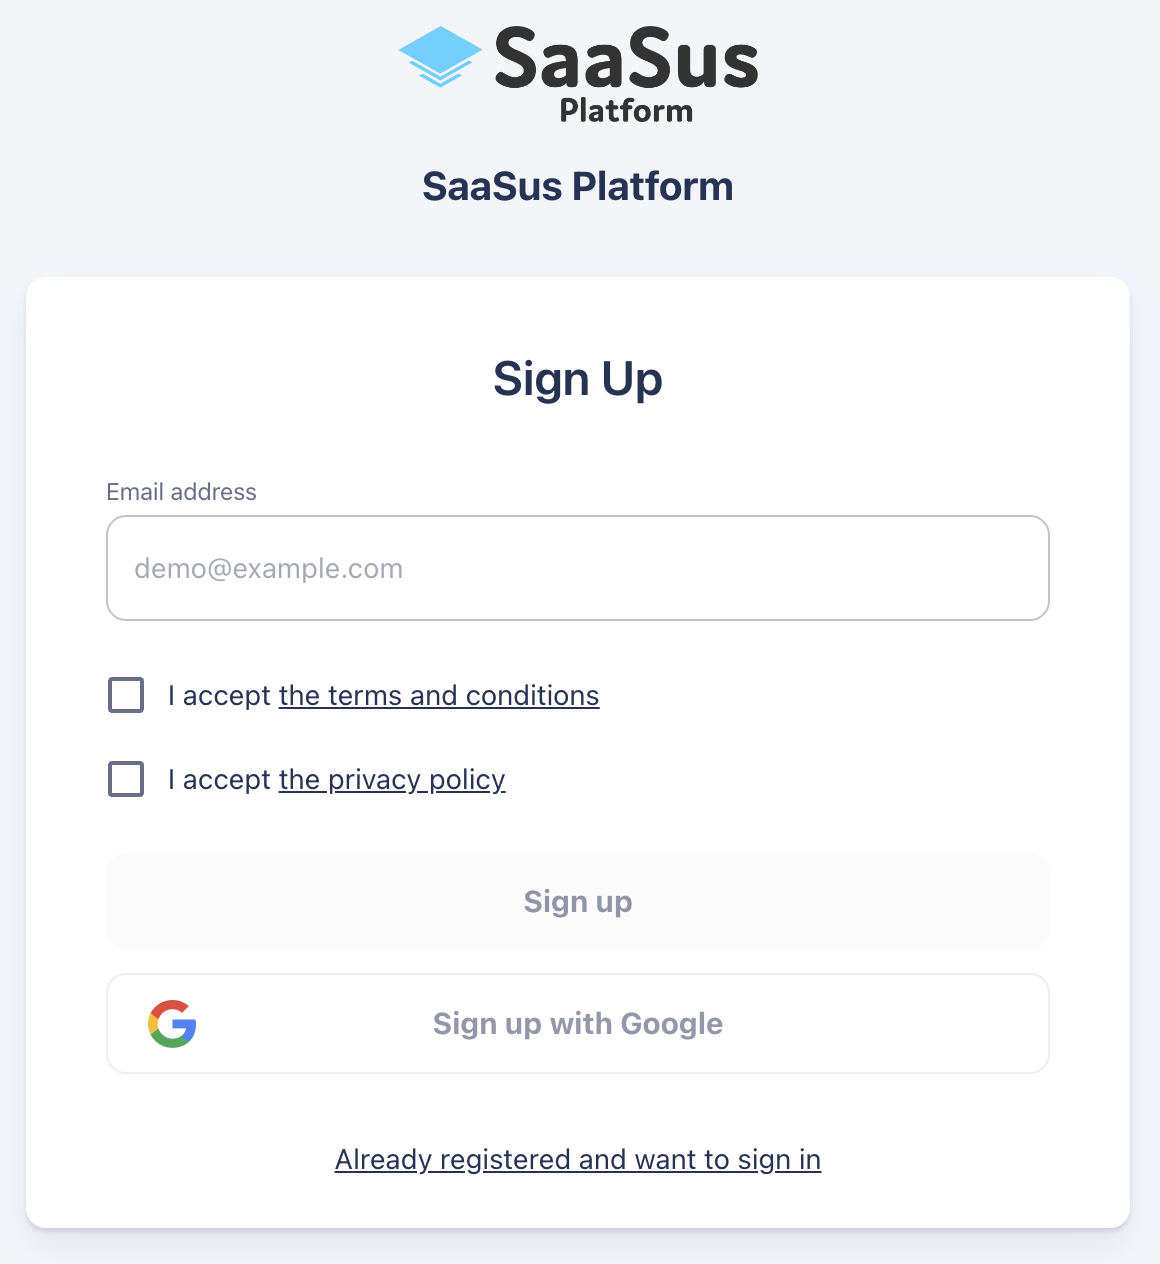 SaaSus
Platform
SaaSus Platform
Sign Up
Email address
demo@example.com
I accept the terms and conditions
I accept the privacy policy
Sign up
Sign up with Google
Already registered and want to sign in